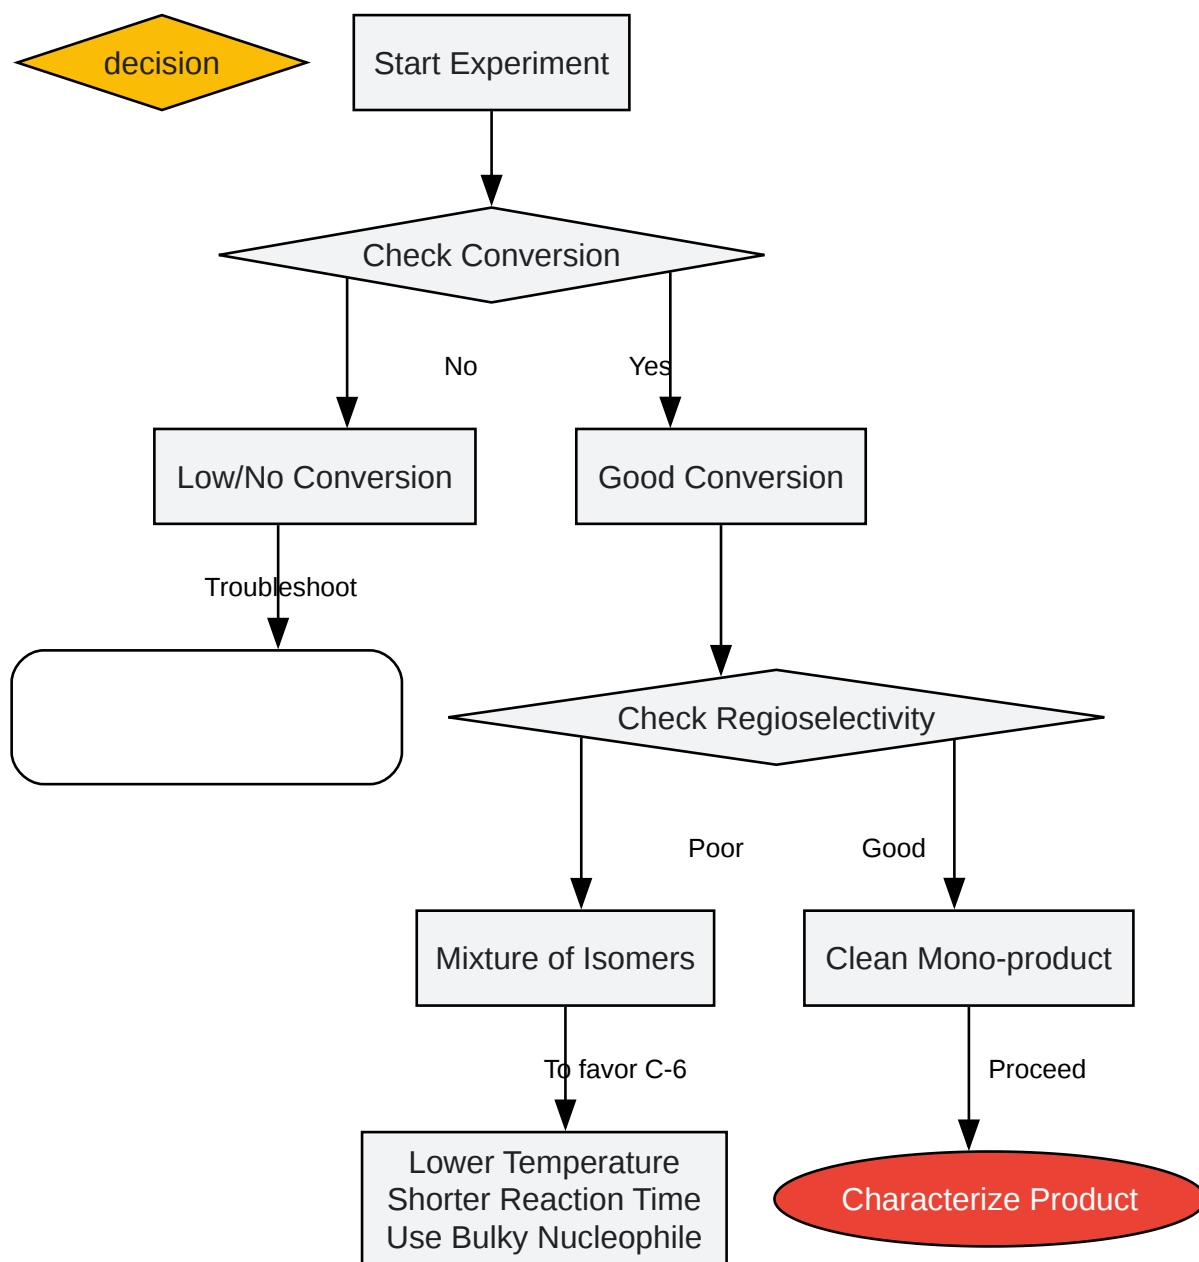 decision
Start Experiment
Check Conversion
No
Yes
Low/No Conversion
Good Conversion
Troubleshoot
Check Regioselectivity
Poor
Good
Mixture of Isomers
Clean Mono-product
To favor C-6
Proceed
Lower Temperature
Shorter Reaction Time
Use Bulky Nucleophile
Characterize Product